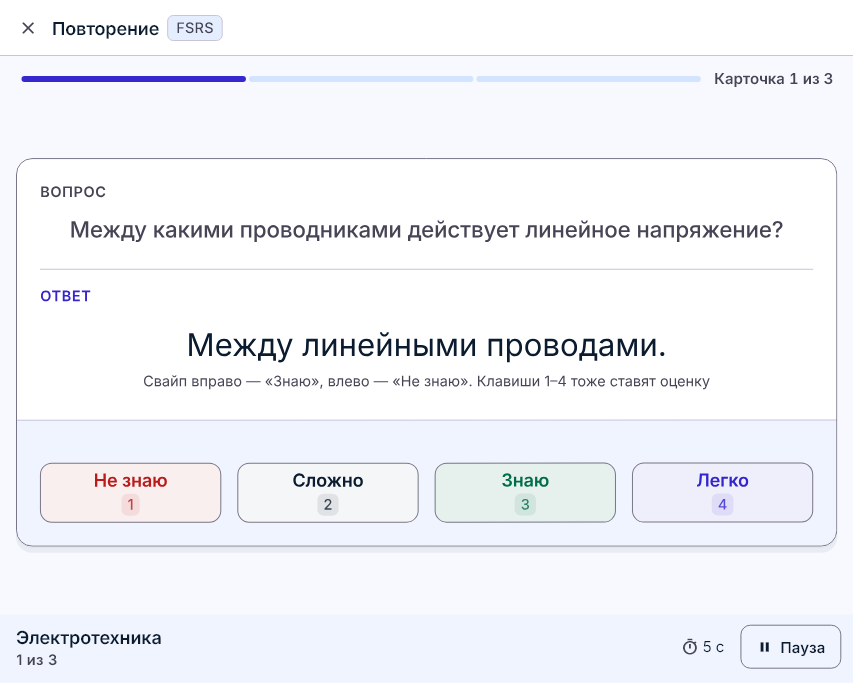 Повторение FSRS
Карточка 1 из 3
ВОПРОС
Между какими проводниками действует линейное напряжение?
ОТВЕТ
Между линейными проводами.
Свайп вправо — «Знаю», влево — «Не знаю». Клавиши 1–4 тоже ставят оценку
Не знаю
1
Сложно
2
Знаю
3
Легко
4
Электротехника
1 из 3
5 с
Пауза